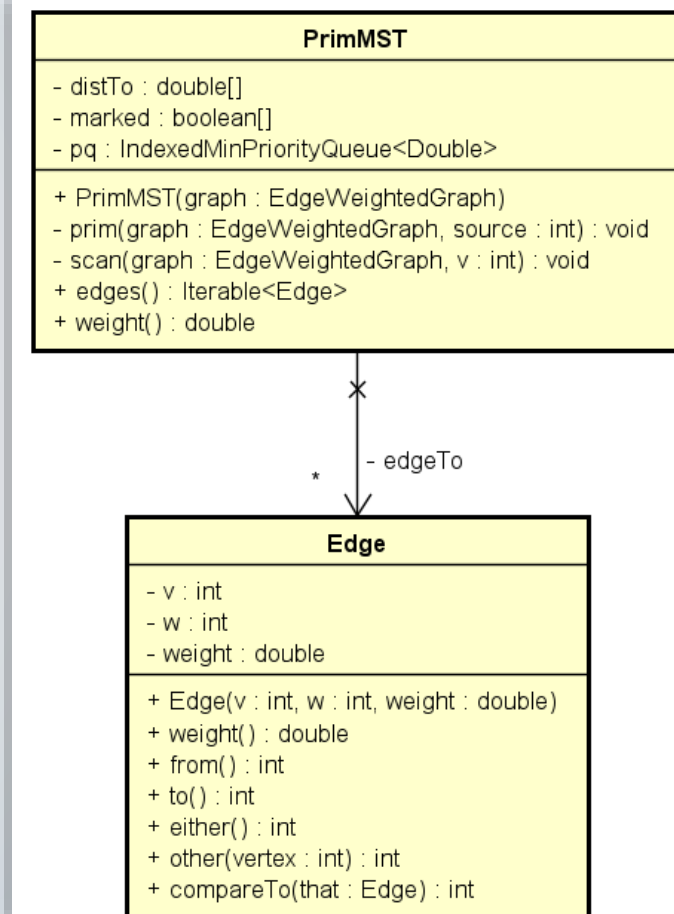 PrimMST
- distTo : double[]
- marked : boolean[]
- pq : IndexedMinPriorityQueue<Double>
+ PrimMST(graph : EdgeWeightedGraph)
- prim(graph : EdgeWeightedGraph, source : int) : void
- scan(graph : EdgeWeightedGraph, v : int) : void
+ edges() : Iterable<Edge>
+ weight() : double
- edgeTo
*
Edge
- v : int
- w : int
- weight : double
+ Edge(v : int, w : int, weight : double)
+ weight() : double
+ from() : int
+ to() : int
+ either() : int
+ other(vertex : int) : int
+ compareTo(that : Edge) : int